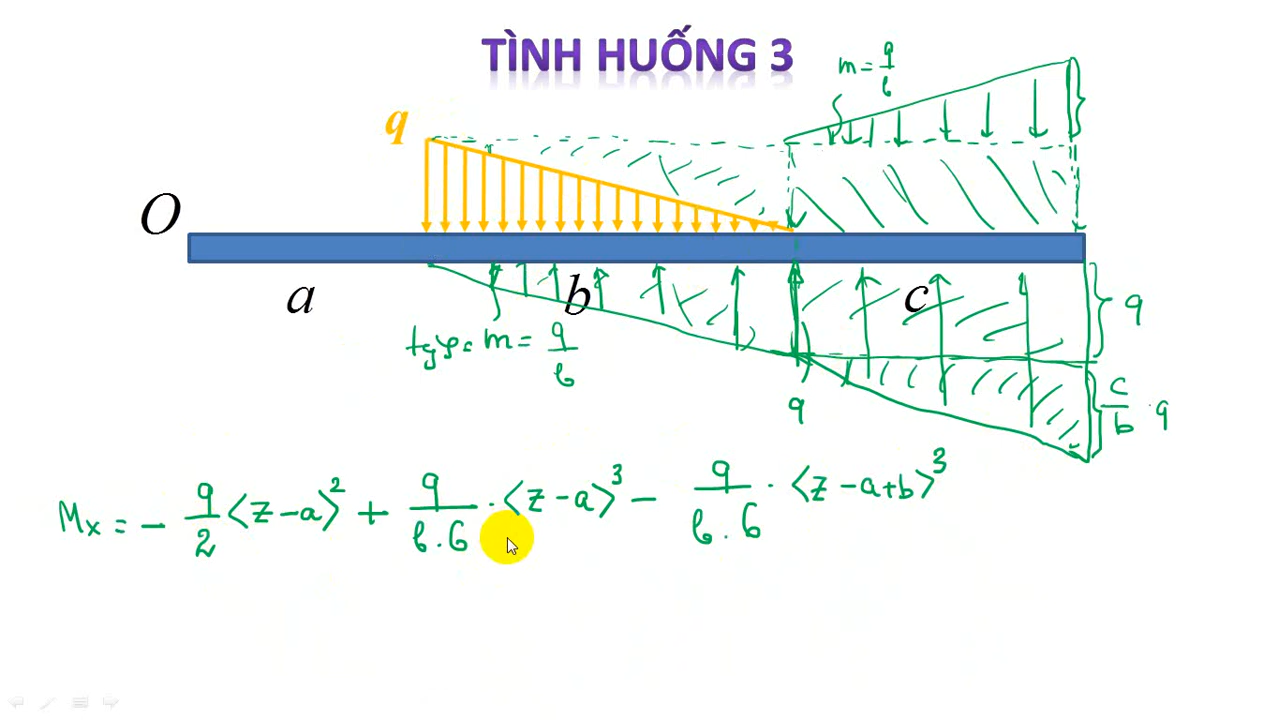 TÌNH HUỐNG 3
m = q/b
q
O
a
b
c
q
tgφ = m = q/b
q
c/b · q
Mx = - q/2 ⟨z - a⟩² + q/(b.6) · ⟨z - a⟩³ - q/(b.6) · ⟨z - a + b⟩³